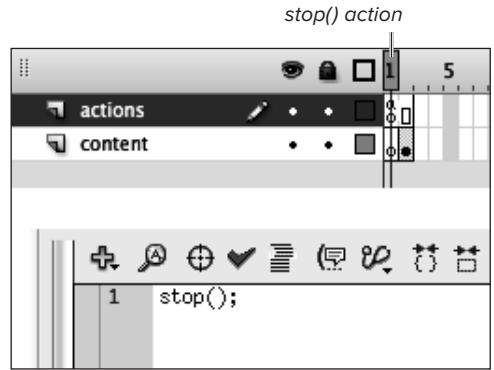 stop() action
1 5
actions
content
1 stop();